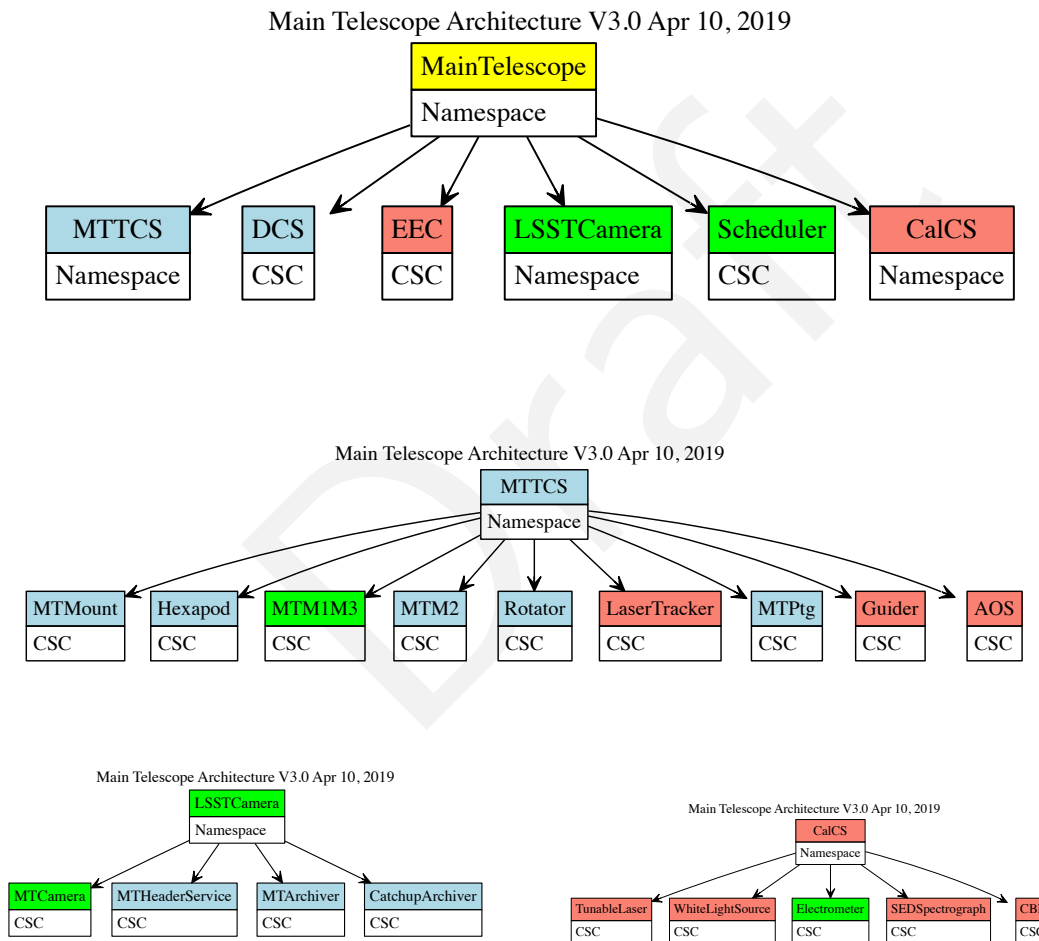 Main Telescope Architecture V3.0 Apr 10, 2019
MainTelescope
Namespace
MTTCS DCS EEC LSSTCamera Scheduler CalCS
Namespace CSC CSC Namespace CSC Namespace
Main Telescope Architecture V3.0 Apr 10, 2019
MTTCS
Namespace
MTMount Hexapod MTM1M3 MTM2 Rotator LaserTracker MTPtg Guider AOS
CSC CSC CSC CSC CSC CSC CSC CSC CSC
Main Telescope Architecture V3.0 Apr 10, 2019
LSSTCamera
Namespace
MTCamera MTHeaderService MTArchiver CatchupArchiver
CSC CSC CSC CSC
Main Telescope Architecture V3.0 Apr 10, 2019
CalCS
Namespace
TunableLaser WhiteLightSource Electrometer SEDSpectrograph
CSC CSC CSC CSC
Draft